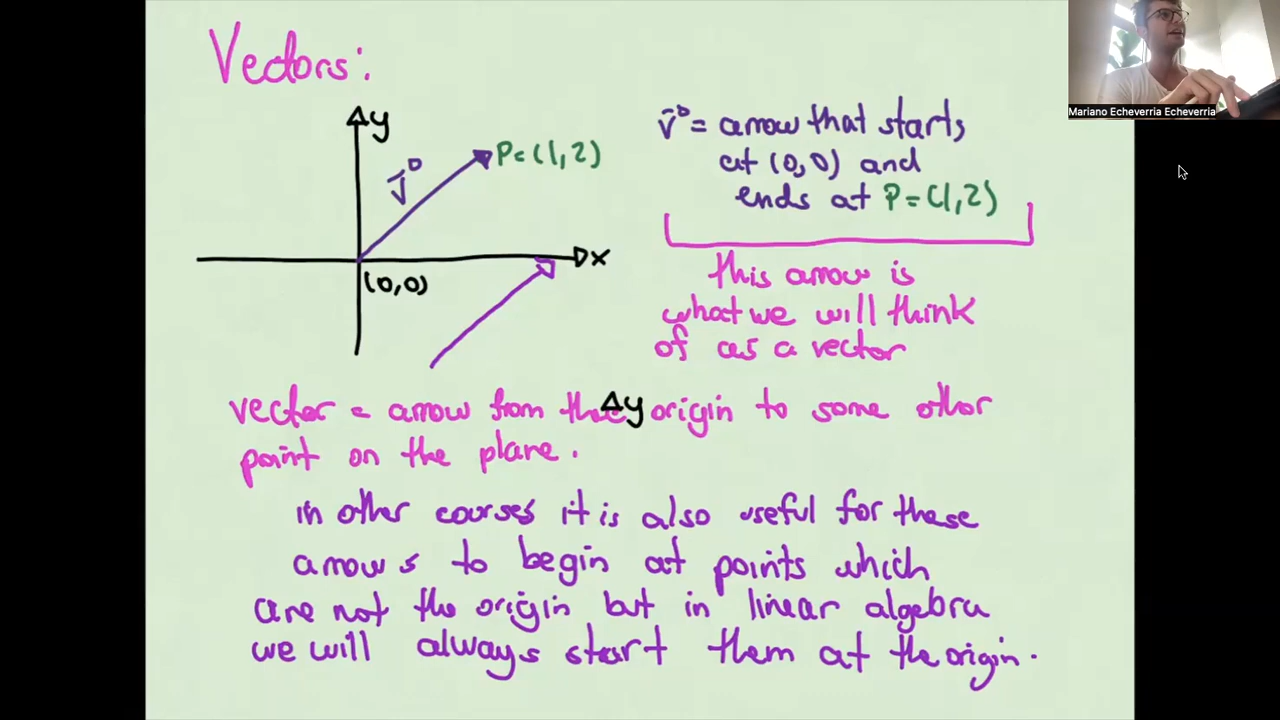 Vectors:
y
P=(1,2)
v
x
(0,0)
v = arrow that starts
at (0,0) and
ends at P=(1,2)
this arrow is
what we will think
of as a vector
vector = arrow from the y origin to some other
point on the plane.
in other courses it is also useful for these
arrows to begin at points which
are not the origin but in linear algebra
we will always start them at the origin.
Mariano Echeverria Echeverria